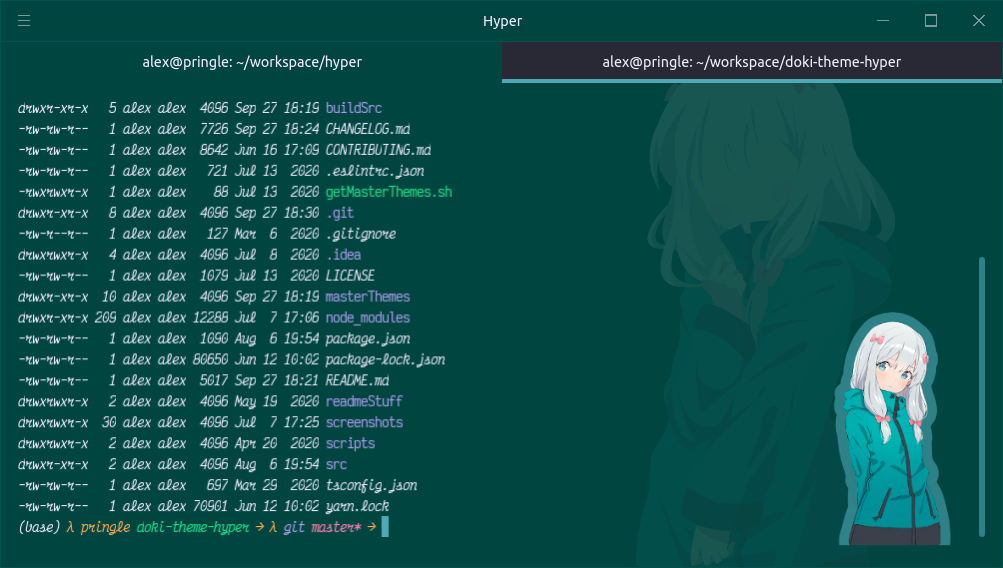 Hyper
alex@pringle: ~/workspace/hyper
alex@pringle: ~/workspace/doki-theme-hyper
drwxr-xr-x 5 alex alex 4096 Sep 27 18:19 buildSrc
-rw-rw-r-- 1 alex alex 7726 Sep 27 18:24 CHANGELOG.md
-rw-rw-r-- 1 alex alex 8642 Jun 16 17:09 CONTRIBUTING.md
-rw-rw-r-- 1 alex alex 721 Jul 13 2020 .eslintrc.json
-rwxrwxr-x 1 alex alex 88 Jul 13 2020 getMasterThemes.sh
drwxrwxr-x 8 alex alex 4096 Sep 27 18:30 .git
-rw-r--r-- 1 alex alex 127 Mar 6 2020 .gitignore
drwxrwxr-x 4 alex alex 4096 Jul 8 2020 .idea
-rw-rw-r-- 1 alex alex 1079 Jul 13 2020 LICENSE
drwxrwxr-x 10 alex alex 4096 Sep 27 18:19 masterThemes
drwxrwxr-x 209 alex alex 12288 Jul 7 17:06 node_modules
-rw-rw-r-- 1 alex alex 1090 Aug 6 19:54 package.json
-rw-rw-r-- 1 alex alex 80650 Jun 12 10:02 package-lock.json
-rw-rw-r-- 1 alex alex 5017 Sep 27 18:21 README.md
drwxrwxr-x 2 alex alex 4096 May 19 2020 readmeStuff
drwxrwxr-x 30 alex alex 4096 Jul 7 17:25 screenshots
drwxrwxr-x 2 alex alex 4096 Apr 20 2020 scripts
drwxr-xr-x 2 alex alex 4096 Aug 6 19:54 src
-rw-rw-r-- 1 alex alex 697 Mar 29 2020 tsconfig.json
-rw-rw-r-- 1 alex alex 70901 Jun 12 10:02 yarn.lock
(base) λ pringle doki-theme-hyper → λ git master* →